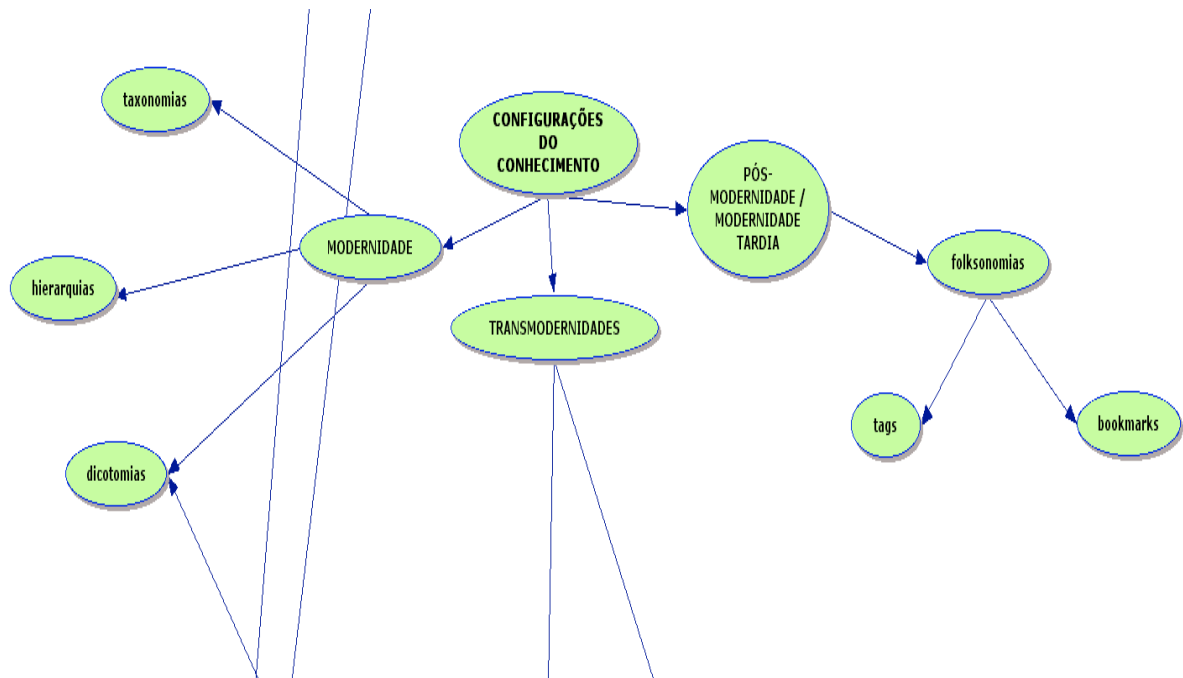 taxonomias
CONFIGURAÇÕES
DO
CONHECIMENTO
PÓS-
MODERNIDADE /
MODERNIDADE
TARDIA
MODERNIDADE
folksonomias
hierarquias
TRANSMODERNIDADES
tags
bookmarks
dicotomias